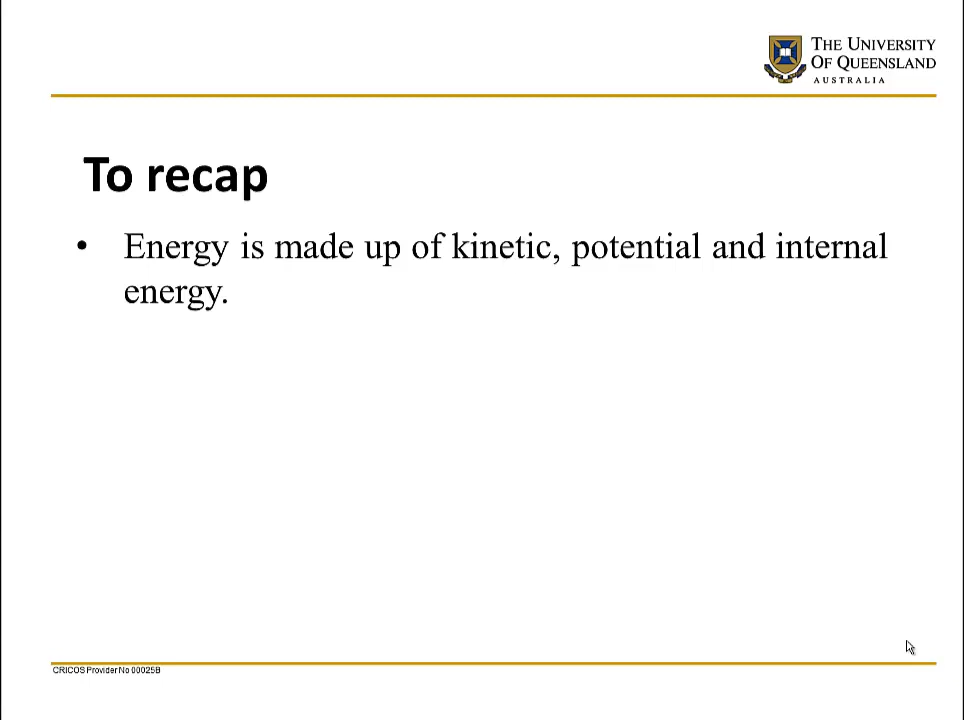 THE UNIVERSITY
OF QUEENSLAND
AUSTRALIA
To recap
• Energy is made up of kinetic, potential and internal
energy.
CRICOS Provider No 00025B